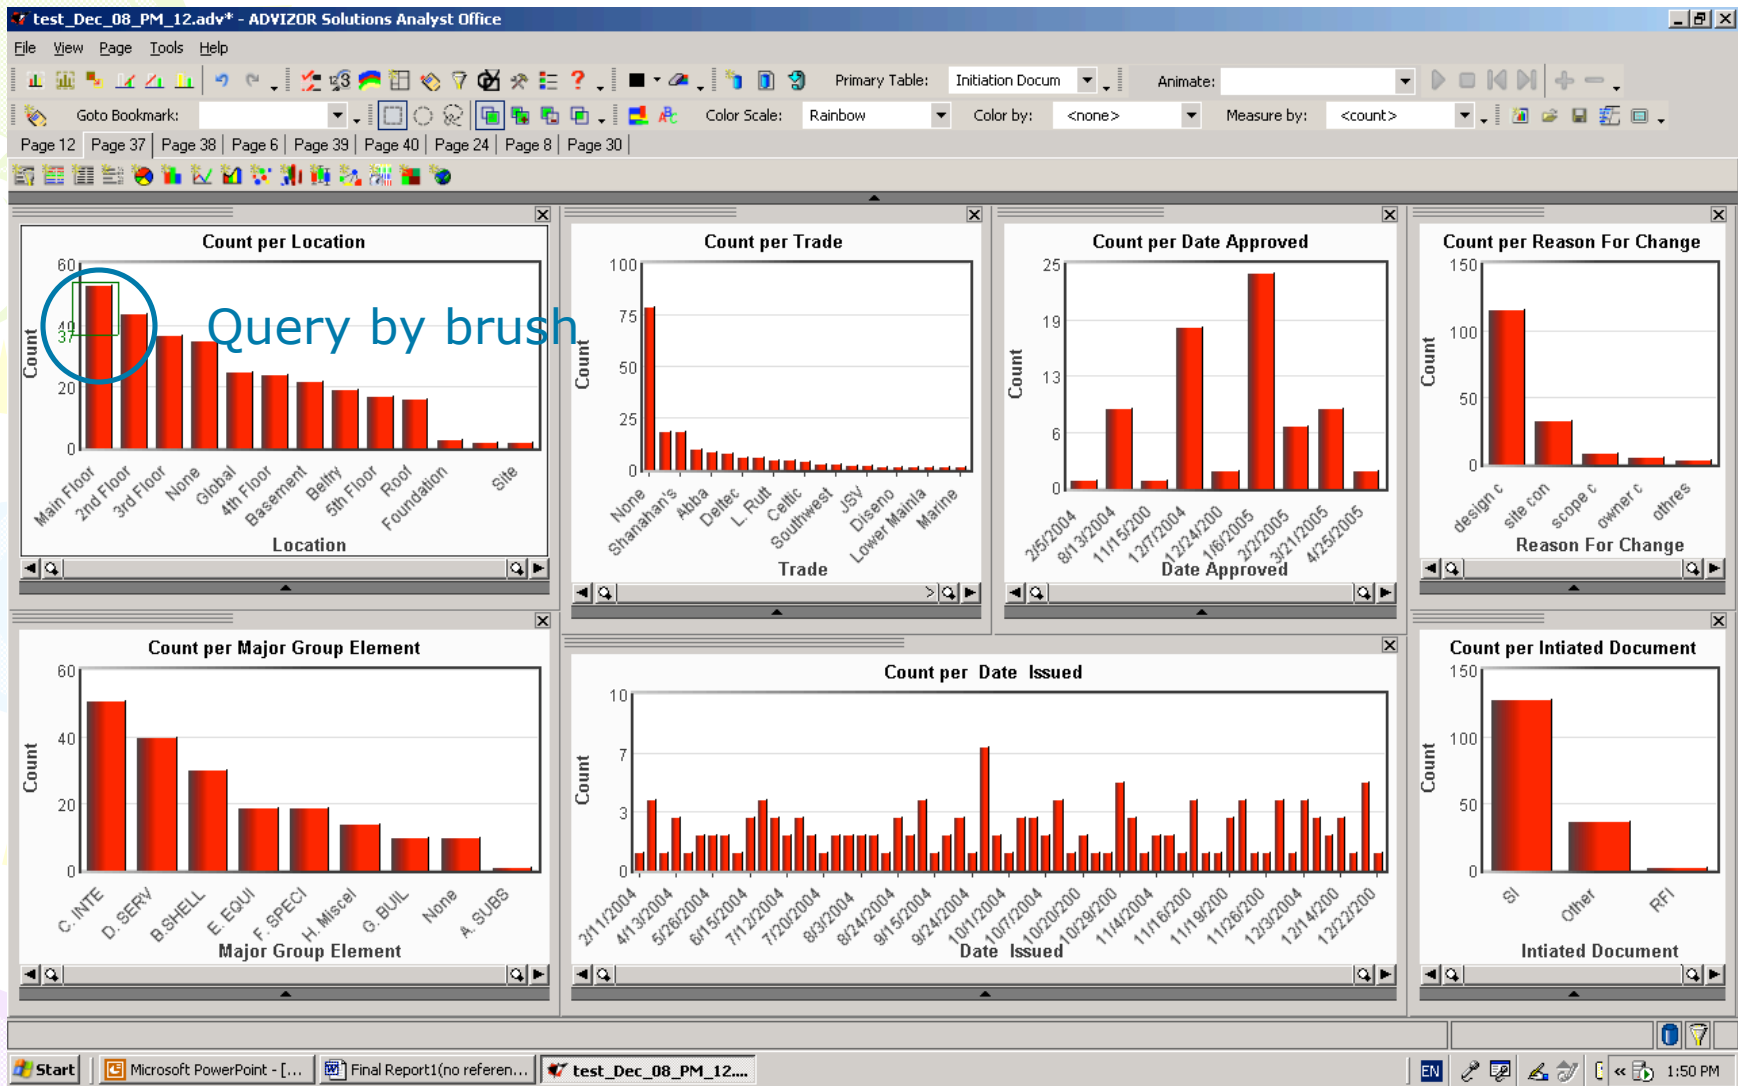 test_Dec_08_PM_12.adv* - ADVIZOR Solutions Analyst Office
File View Page Tools Help
Primary Table: Initiation Docum Animate:
Goto Bookmark: Color Scale: Rainbow Color by: <none> Measure by: <count>
Page 12 Page 37 Page 38 Page 6 Page 39 Page 40 Page 24 Page 8 Page 30
Count per Location
60
40
37
20
0
Count
Query by brush
Main Floor
2nd Floor
3rd Floor
None
Global
4th Floor
Basement
Belfry
5th Floor
Roof
Foundation
Site
Location
Count per Trade
100
75
50
25
0
Count
None
Shanahan's
Abba
Deltec
L. Rutt
Celtic
Southwest
JSV
Diseno
Lower Mainla
Marine
Trade
Count per Date Approved
25
19
13
6
0
Count
2/5/2004
8/13/2004
11/15/200
12/7/2004
12/24/200
1/6/2005
2/2/2005
3/21/2005
4/25/2005
Date Approved
Count per Reason For Change
150
100
50
0
Count
design c
site con
scope c
owner c
othres
Reason For Change
Count per Major Group Element
60
40
20
0
Count
C. INTE
D. SERV
B.SHELL
E. EQUI
F. SPECI
H. Miscel
G. BUIL
None
A. SUBS
Major Group Element
Count per Date Issued
10
7
3
0
Count
2/11/2004
4/13/2004
5/26/2004
6/15/2004
7/12/2004
7/20/2004
8/3/2004
8/24/2004
9/15/2004
9/24/2004
10/1/2004
10/7/2004
10/20/200
10/29/200
11/4/2004
11/16/200
11/19/200
11/26/200
12/3/2004
12/14/200
12/22/200
Date Issued
Count per Intiated Document
150
100
50
0
Count
SI
Other
RFI
Intiated Document
Start Microsoft PowerPoint - [... Final Report1(no referen... test_Dec_08_PM_12.... EN « 1:50 PM